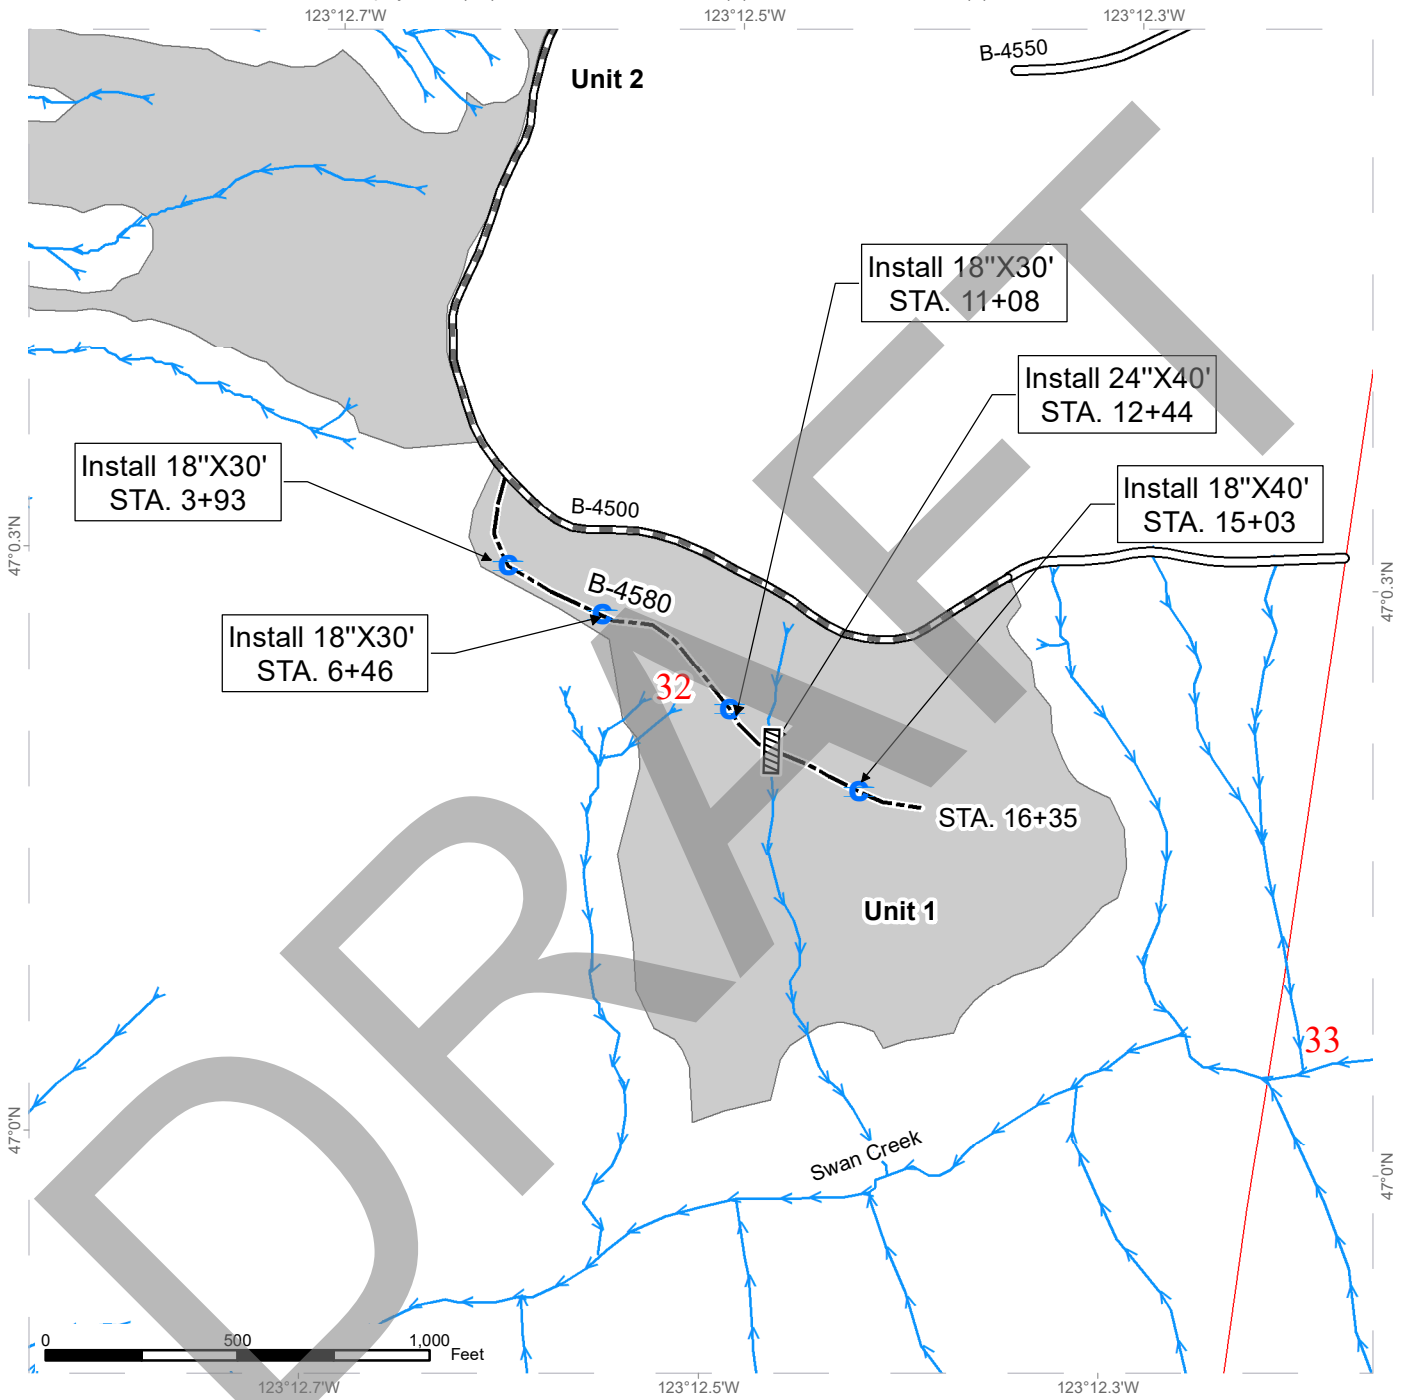 123°12.7'W
123°12.5'W
123°12.3'W
B-4550
Unit 2
Install 18"X30'
STA. 11+08
Install 24"X40'
STA. 12+44
Install 18"X30'
STA. 3+93
Install 18"X40'
STA. 15+03
B-4500
47°0.3'N
47°0.3'N
B-4580
Install 18"X30'
STA. 6+46
32
STA. 16+35
Unit 1
33
47°0'N
Swan Creek
47°0'N
0
500
1,000
Feet
123°12.7'W
123°12.5'W
123°12.3'W
DRAFT